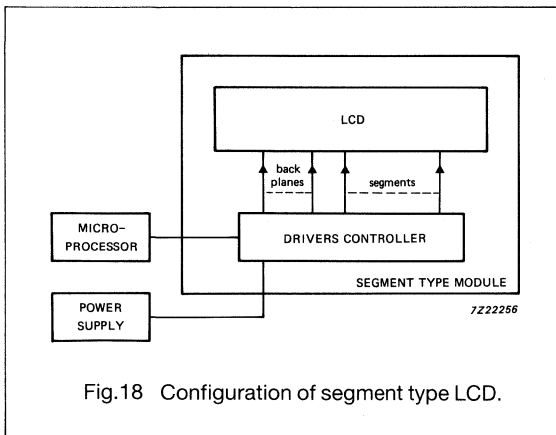 LCD
back
planes
segments
MICRO-
PROCESSOR
DRIVERS CONTROLLER
SEGMENT TYPE MODULE
POWER
SUPPLY
7Z22256
Fig.18 Configuration of segment type LCD.